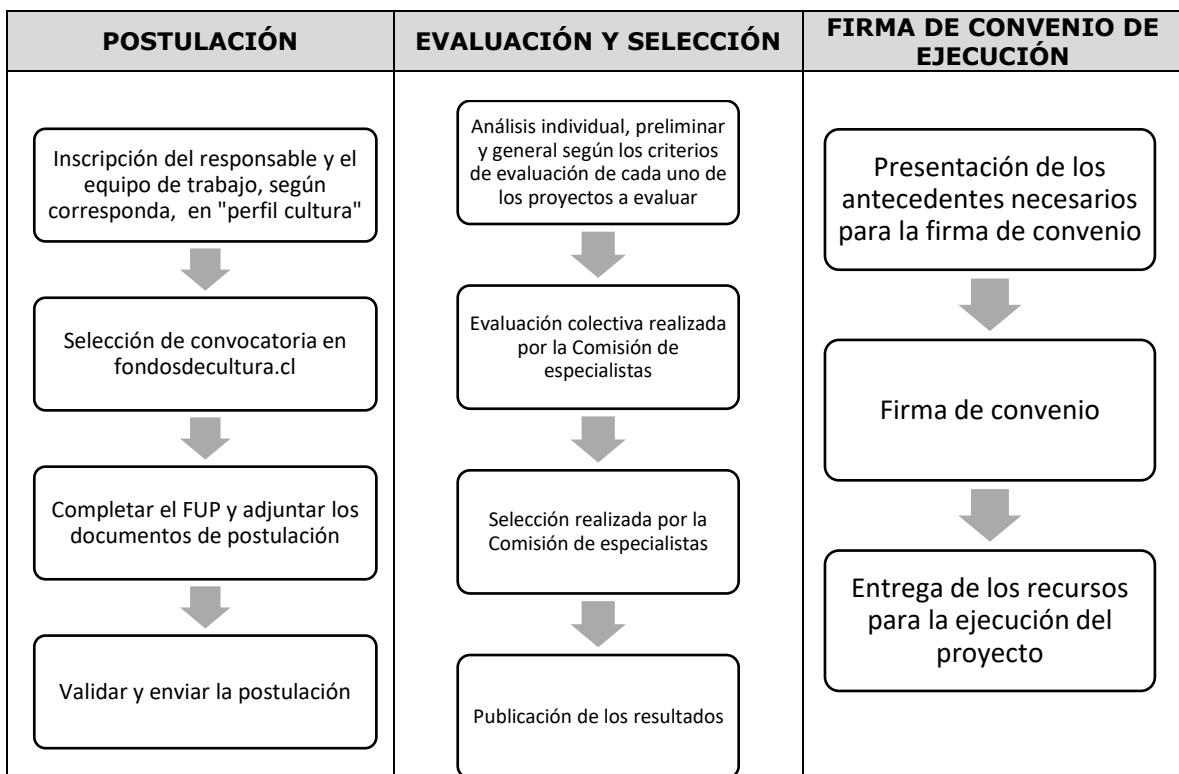 POSTULACIÓN
Inscripción del responsable y el
equipo de trabajo, según
corresponda, en "perfil cultura"
Selección de convocatoria en
fondosdecultura.cl
Completar el FUP y adjuntar los
documentos de postulación
Validar y enviar la postulación
EVALUACIÓN Y SELECCIÓN
Análisis individual, preliminar
y general según los criterios
de evaluación de cada uno de
los proyectos a evaluar
Evaluación colectiva realizada
por la Comisión de
especialistas
Selección realizada por la
Comisión de especialistas
Publicación de los resultados
FIRMA DE CONVENIO DE
EJECUCIÓN
Presentación de los
antecedentes necesarios
para la firma de convenio
Firma de convenio
Entrega de los recursos
para la ejecución del
proyecto